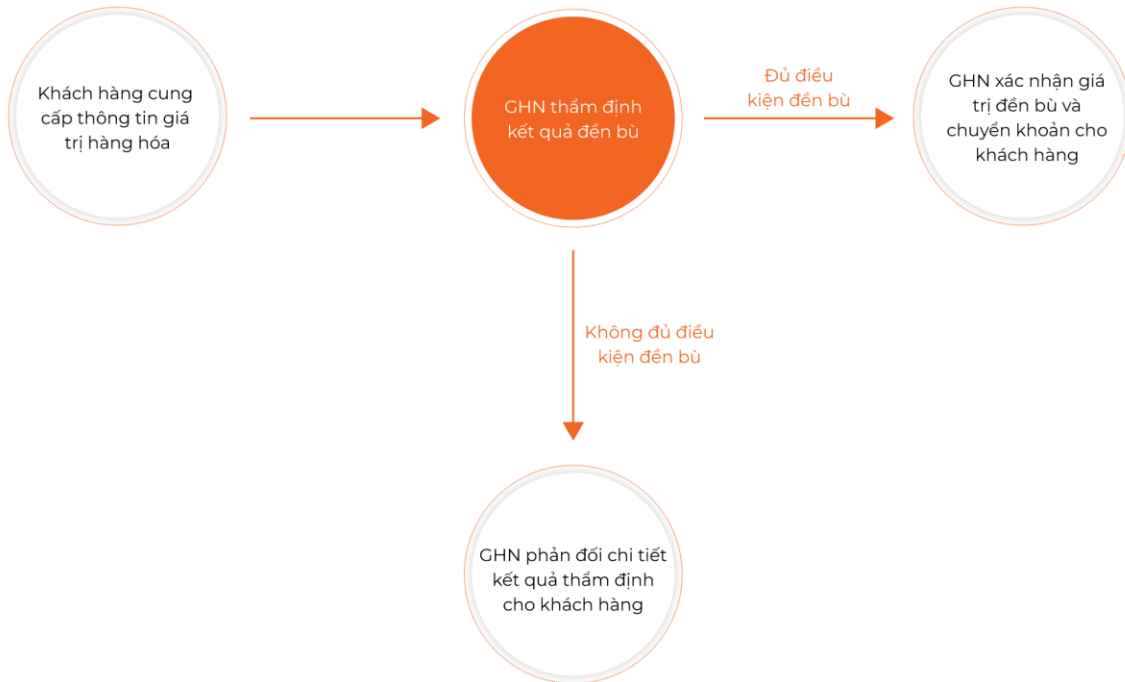 Khách hàng cung
cấp thông tin giá
trị hàng hóa
GHN thẩm định
kết quả đền bù
Đủ điều
kiện đền bù
GHN xác nhận giá
trị đền bù và
chuyển khoản cho
khách hàng
Không đủ điều
kiện đền bù
GHN phản đối chi tiết
kết quả thẩm định
cho khách hàng